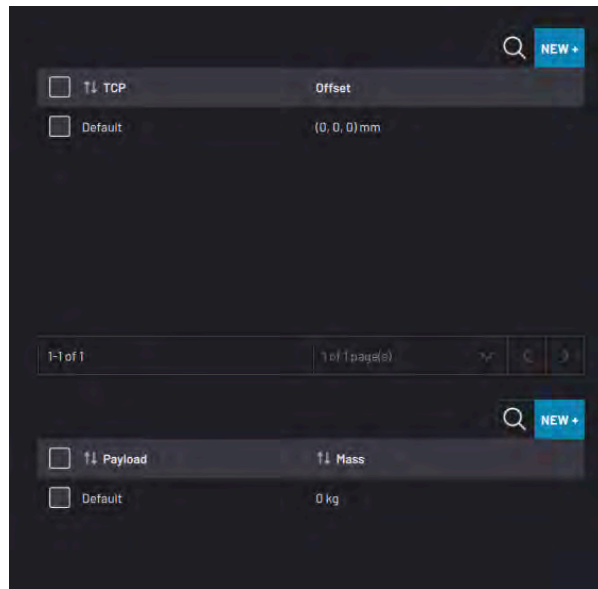 NEW +
↑↓ TCP Offset
Default (0, 0, 0) mm
1-1 of 1 1 of 1 page(s)
NEW +
↑↓ Payload ↑↓ Mass
Default 0 kg